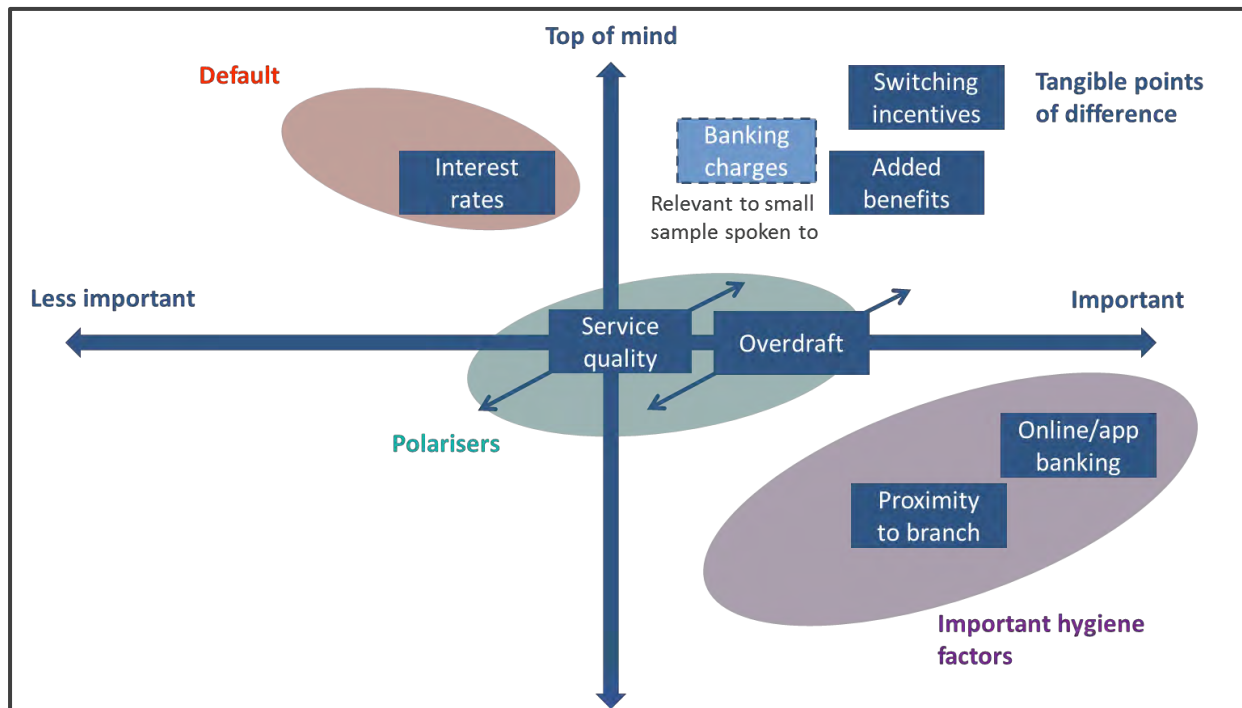 Top of mind
Default
Switching
incentives
Tangible points
of difference
Banking
charges
Interest
rates
Added
benefits
Relevant to small
sample spoken to
Less important
Important
Service
quality
Overdraft
Polarisers
Online/app
banking
Proximity
to branch
Important hygiene
factors